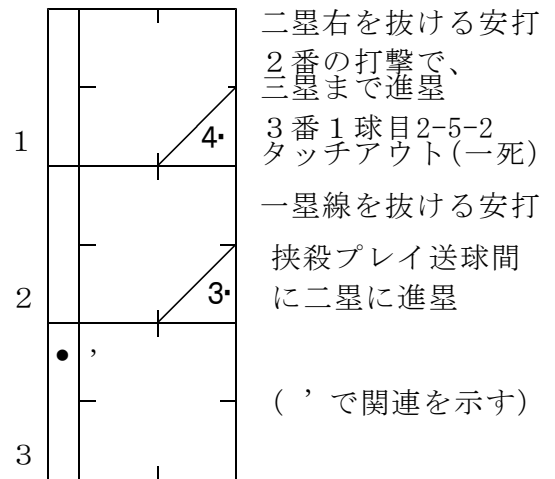 二塁右を抜ける安打
２番の打撃で、
三塁まで進塁
３番１球目2-5-2
タッチアウト(一死)
1
4·
一塁線を抜ける安打
挟殺プレイ送球間
に二塁に進塁
2
3·
● ’
( ’ で関連を示す)
3